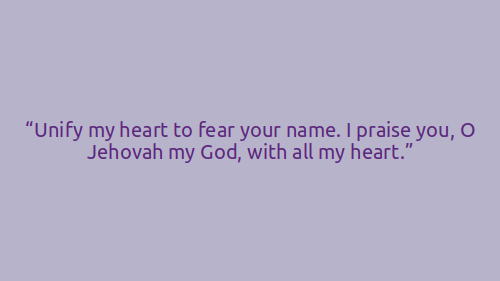 “Unify my heart to fear your name. I praise you, O
Jehovah my God, with all my heart.”